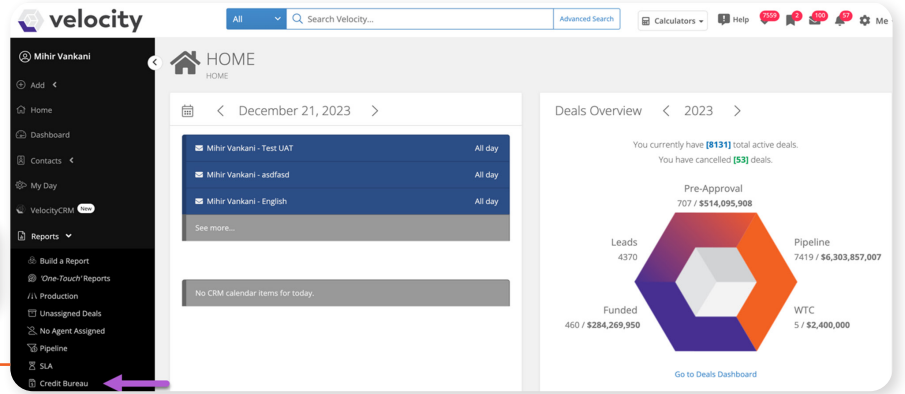 velocity
All
Search Velocity...
Advanced Search
Calculators
Help
7559
2
100
57
Me
Mihir Vankani
Add
Home
Dashboard
Contacts
My Day
VelocityCRM New
Reports
Build a Report
'One-Touch' Reports
Production
Unassigned Deals
No Agent Assigned
Pipeline
SLA
Credit Bureau
HOME
HOME
December 21, 2023
Mihir Vankani - Test UAT All day
Mihir Vankani - asdfasd All day
Mihir Vankani - English All day
See more...
No CRM calendar items for today.
Deals Overview 2023
You currently have [8131] total active deals.
You have cancelled [53] deals.
Pre-Approval
707 / $514,095,908
Leads
4370
Pipeline
7419 / $6,303,857,007
Funded
460 / $284,269,950
WTC
5 / $2,400,000
Go to Deals Dashboard